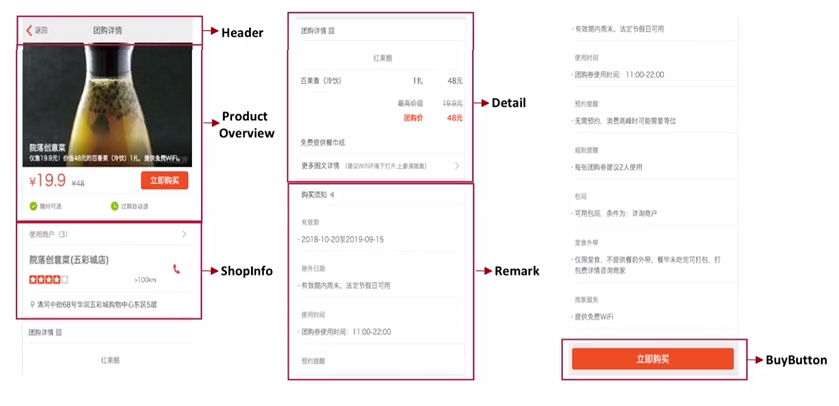 返回 团购详情
Header
Product
Overview
院落创意菜
仅售19.9元！价值48元的百香果（冷饮）1扎，提供免费WiFi。
¥19.9 ¥48 立即购买
随时可退 过期自动退
使用商户（3）
院落创意菜(五彩城店)
>100km
ShopInfo
清河中街68号华润五彩城购物中心东区5层
团购详情
红果酷
团购详情
红果酷
百果香（冷饮） 1扎 48元
最高价值 19.9元
团购价 48元
Detail
免费提供餐巾纸
更多图文详情 （建议Wifi环境下打开,土豪请随意）
购买须知
有效期
· 2018-10-20至2019-09-15
除外日期
· 有效期内周末、法定节假日可用
Remark
使用时间
· 团购券使用时间：11:00-22:00
预约提醒
· 有效期内周末、法定节假日可用
使用时间
· 团购券使用时间：11:00-22:00
预约提醒
· 无需预约，消费高峰时可能需要等位
规则提醒
· 每张团购券建议2人使用
包间
· 可用包间，条件为：详询商户
堂食外带
· 仅限堂食，不提供餐前外带，餐毕未吃完可打包，打
包费详情咨询商家
商家服务
· 提供免费WiFi
立即购买
BuyButton